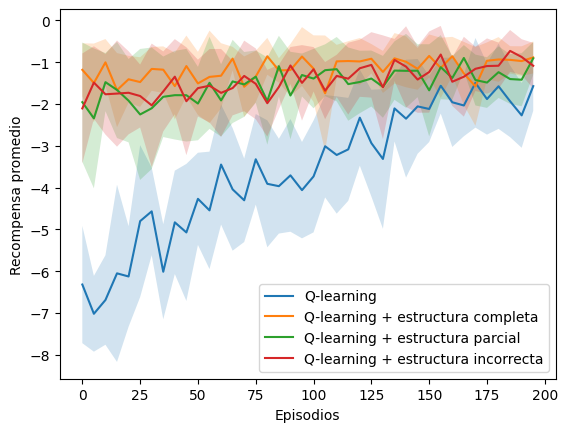 0
−1
−2
−3
−4
−5
−6
−7
−8
Recompensa promedio
Q-learning
Q-learning + estructura completa
Q-learning + estructura parcial
Q-learning + estructura incorrecta
0 25 50 75 100 125 150 175 200
Episodios